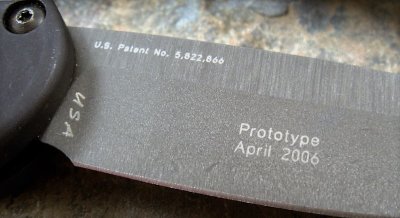 U.S. Patent No. 5,822,866
USA
Prototype
April 2006